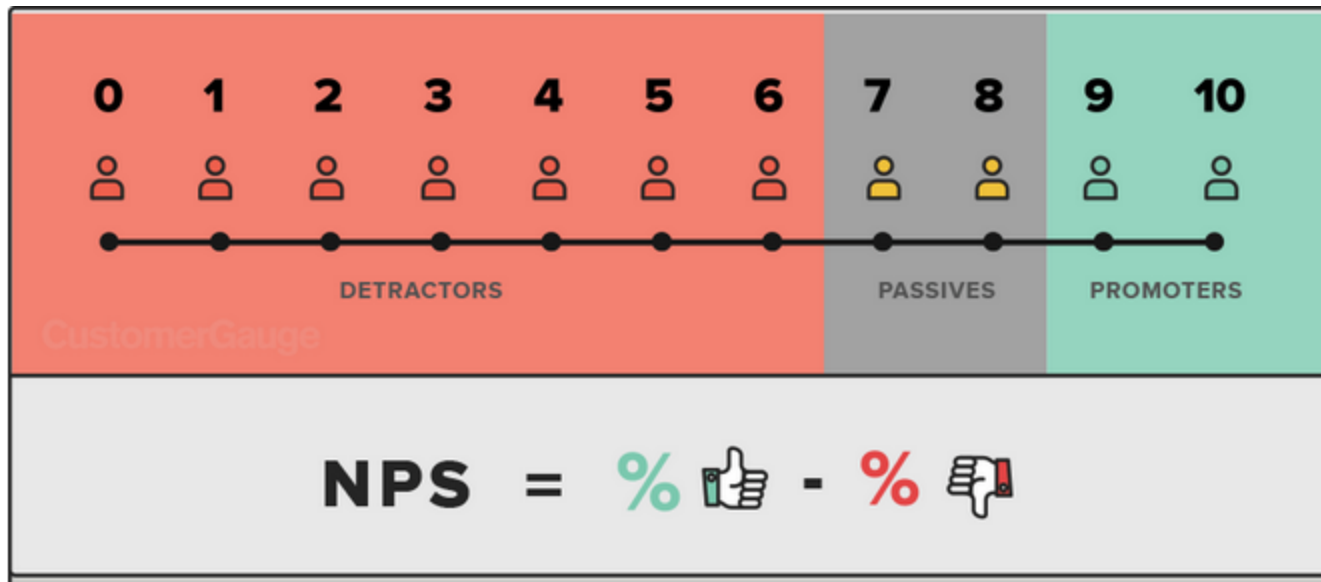 0 1 2 3 4 5 6 7 8 9 10
DETRACTORS PASSIVES PROMOTERS
CustomerGauge
NPS = % - %